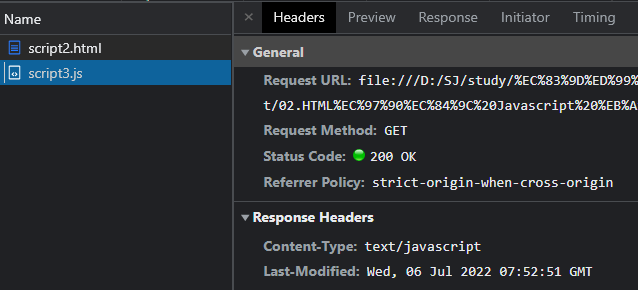 Name
script2.html
script3.js
× Headers Preview Response Initiator Timing
▼ General
Request URL: file:///D:/SJ/study/%EC%83%9D%ED%99%
t/02.HTML%EC%97%90%EC%84%9C%20Javascript%20%EB%A
Request Method: GET
Status Code: 200 OK
Referrer Policy: strict-origin-when-cross-origin
▼ Response Headers
Content-Type: text/javascript
Last-Modified: Wed, 06 Jul 2022 07:52:51 GMT